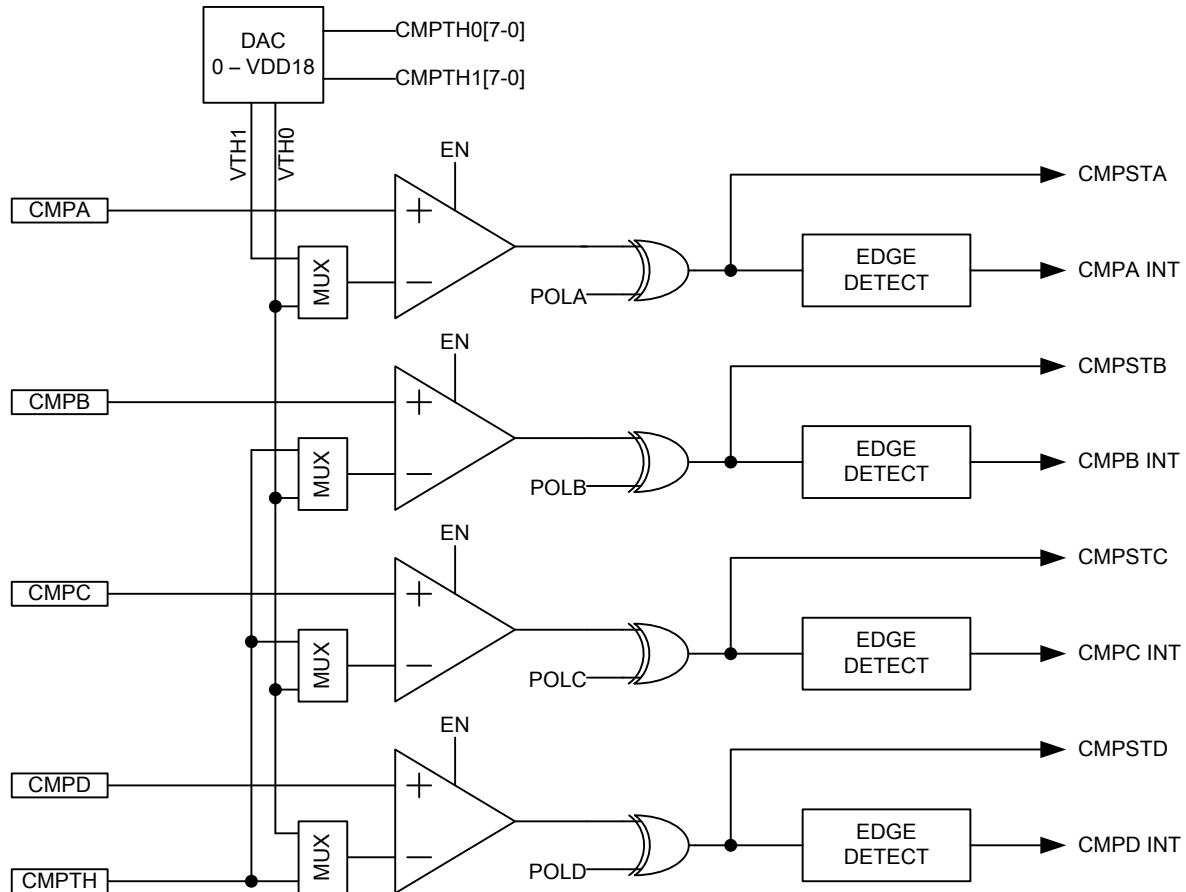 DAC
0 – VDD18
CMPTH0[7-0]
CMPTH1[7-0]
VTH1
VTH0
EN
CMPSTA
CMPA
+
MUX
−
POLA
EDGE
DETECT
CMPA INT
EN
CMPSTB
CMPB
+
MUX
−
POLB
EDGE
DETECT
CMPB INT
EN
CMPSTC
CMPC
+
MUX
−
POLC
EDGE
DETECT
CMPC INT
EN
CMPSTD
CMPD
+
MUX
−
POLD
EDGE
DETECT
CMPD INT
CMPTH